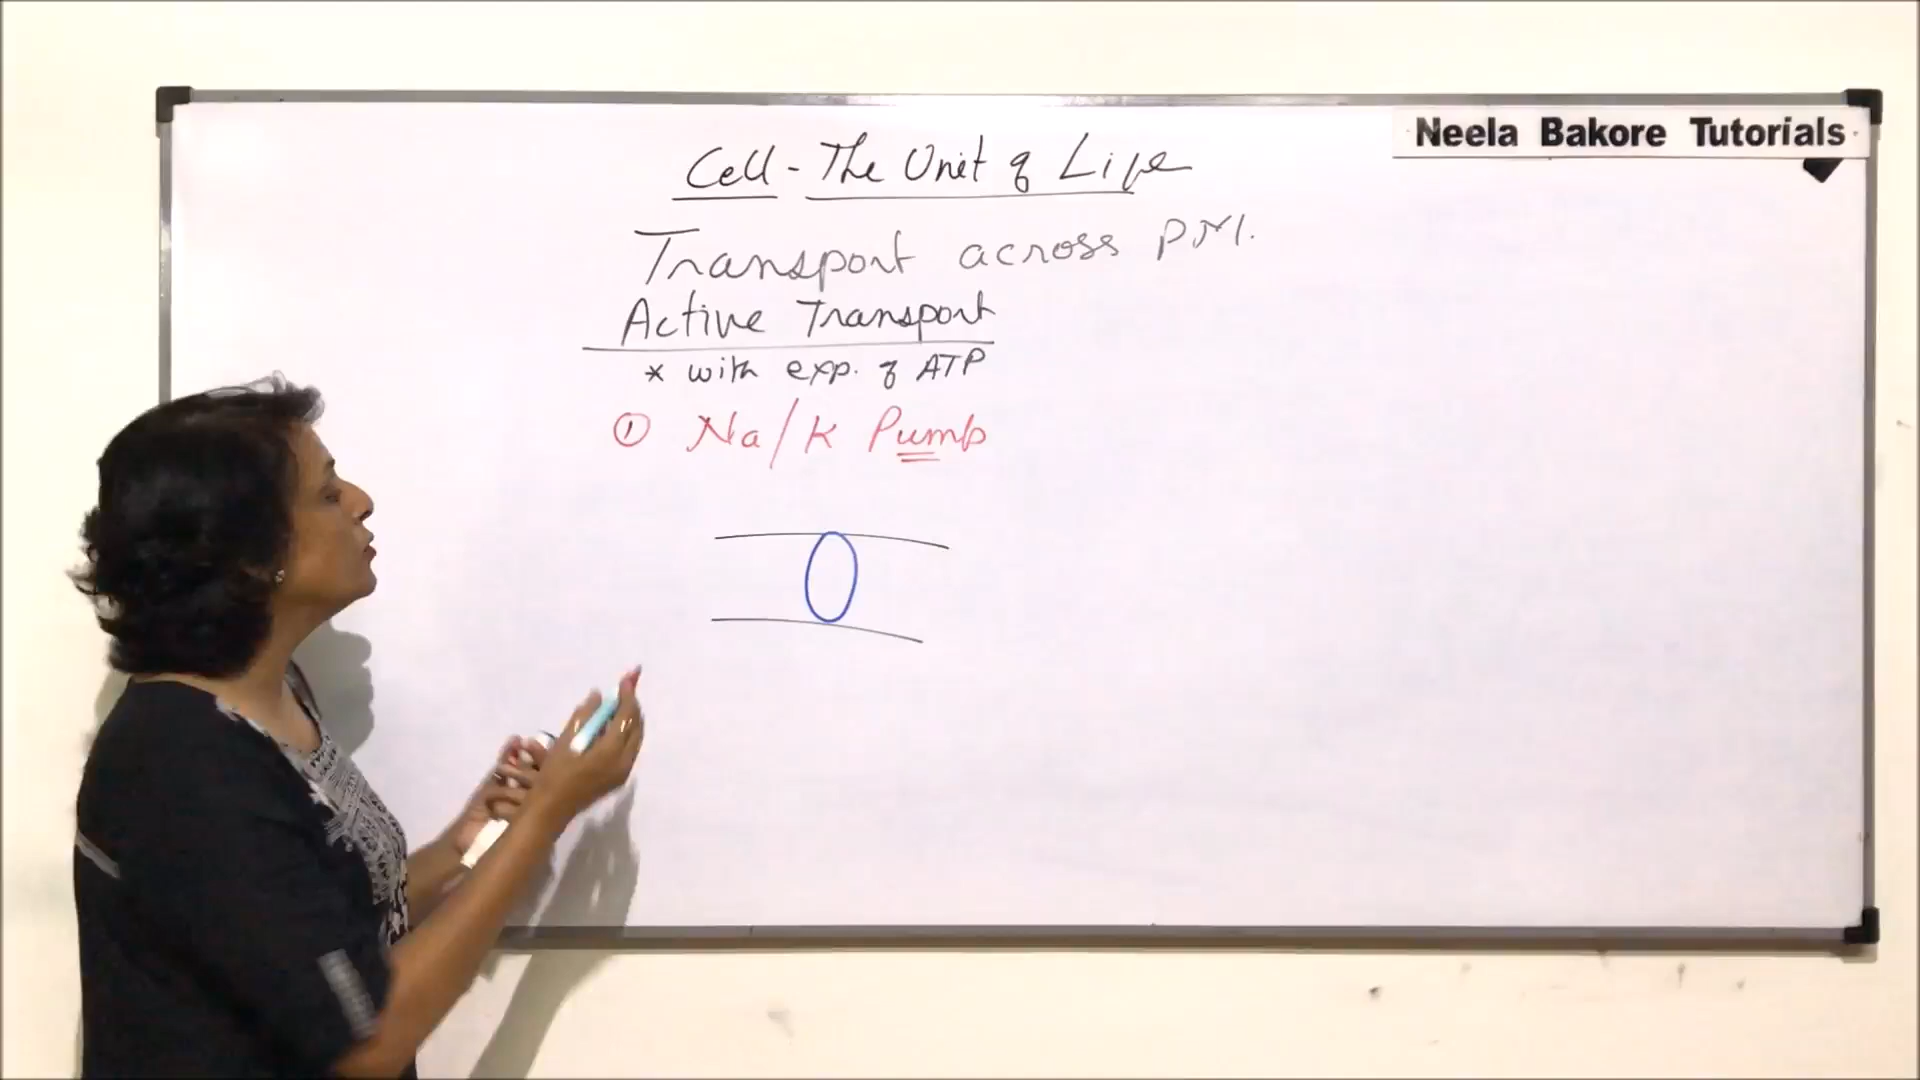 Neela Bakore Tutorials
Cell - The Unit of Life
Transport across P.M.
Active Transport
* with exp. of ATP
① Na/K Pump